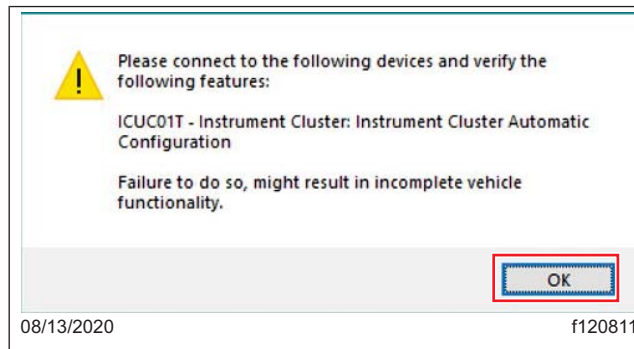 Please connect to the following devices and verify the
following features:
ICUC01T - Instrument Cluster: Instrument Cluster Automatic
Configuration
Failure to do so, might result in incomplete vehicle
functionality.
OK
08/13/2020
f120811